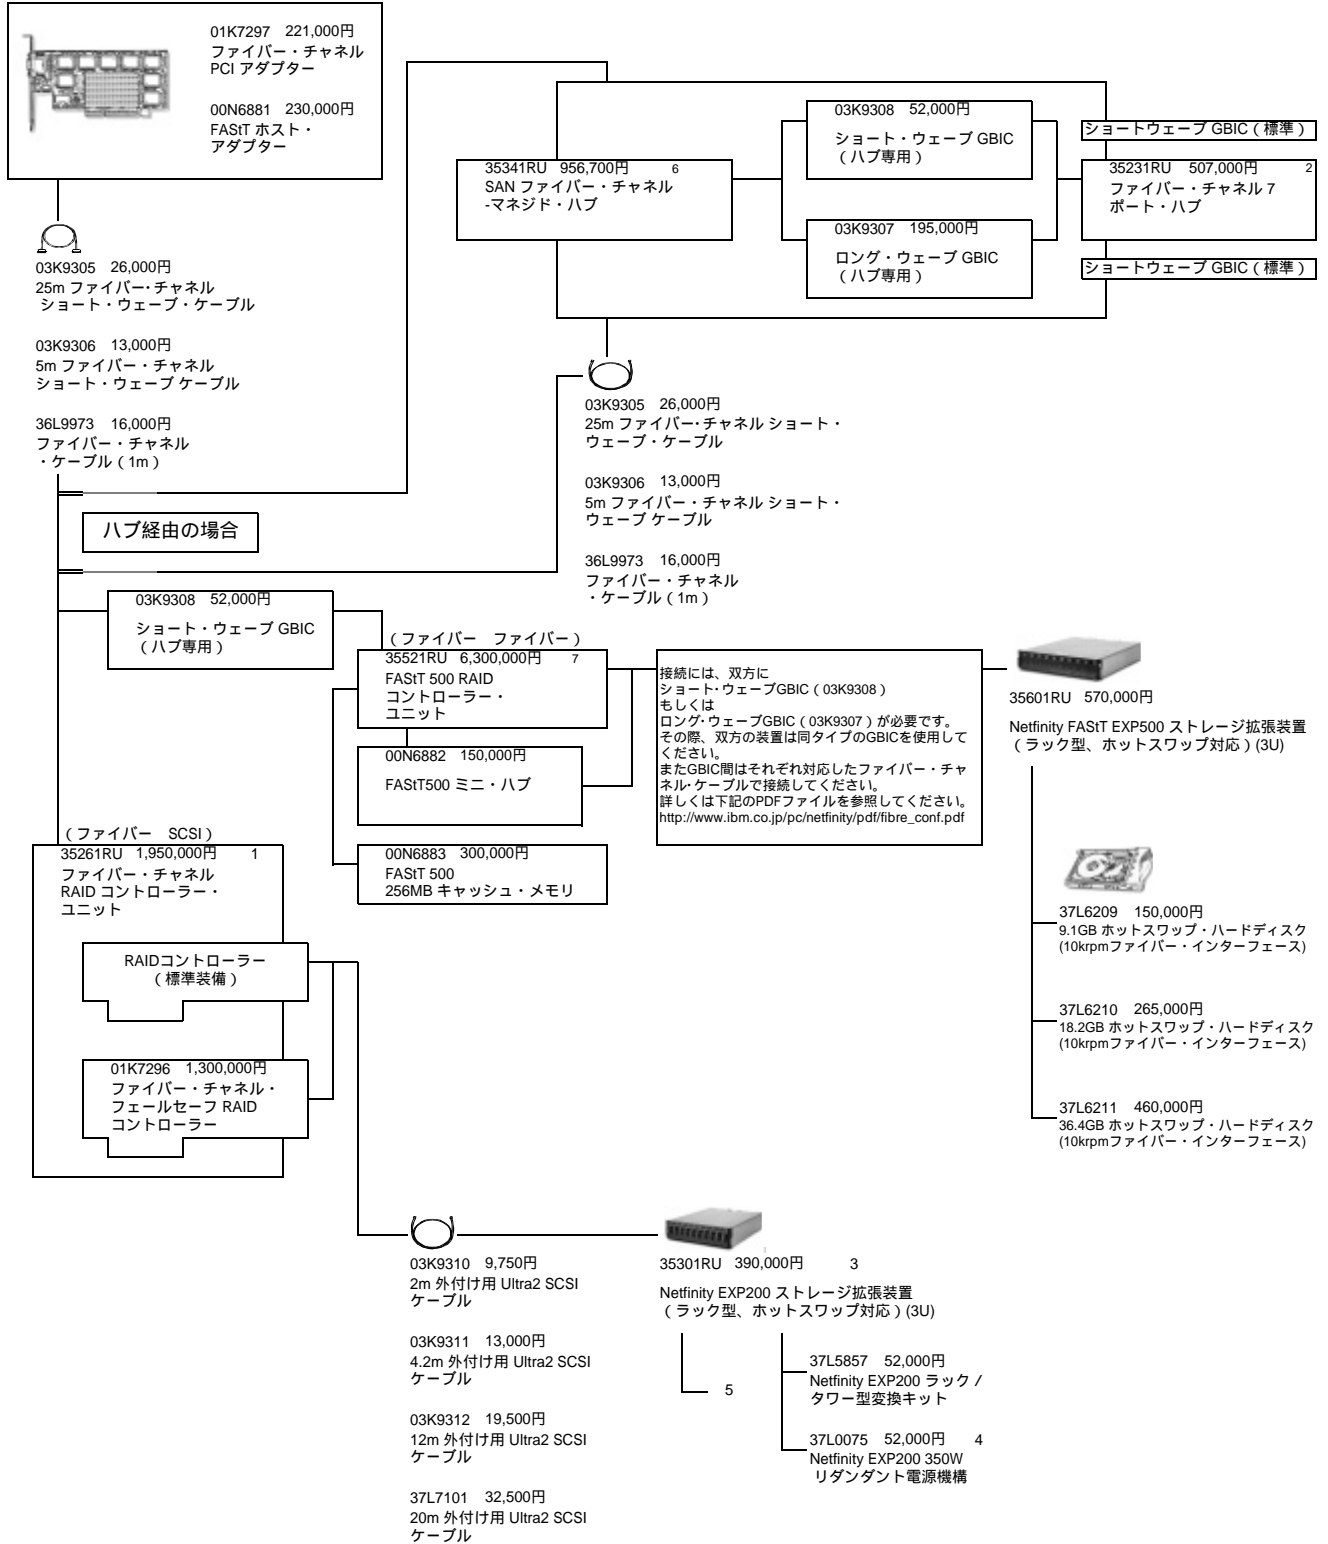 01K7297 221,000円
ファイバー・チャネル
PCI アダプター
00N6881 230,000円
FAStT ホスト・
アダプター
03K9305 26,000円
25m ファイバー・チャネル
ショート・ウェーブ・ケーブル
03K9306 13,000円
5m ファイバー・チャネル
ショート・ウェーブ ケーブル
36L9973 16,000円
ファイバー・チャネル
・ケーブル（1m）
ハブ経由の場合
35341RU 956,700円 6
SAN ファイバー・チャネル
-マネジド・ハブ
03K9308 52,000円
ショート・ウェーブ GBIC
（ハブ専用）
03K9307 195,000円
ロング・ウェーブ GBIC
（ハブ専用）
ショートウェーブ GBIC（標準）
35231RU 507,000円 2
ファイバー・チャネル 7
ポート・ハブ
ショートウェーブ GBIC（標準）
03K9305 26,000円
25m ファイバー・チャネル ショート・
ウェーブ・ケーブル
03K9306 13,000円
5m ファイバー・チャネル ショート・
ウェーブ ケーブル
36L9973 16,000円
ファイバー・チャネル
・ケーブル（1m）
03K9308 52,000円
ショート・ウェーブ GBIC
（ハブ専用）
（ファイバー ファイバー）
35521RU 6,300,000円 7
FAStT 500 RAID
コントローラー・
ユニット
00N6882 150,000円
FAStT500 ミニ・ハブ
00N6883 300,000円
FAStT 500
256MB キャッシュ・メモリ
接続には、双方に
ショート・ウェーブGBIC（03K9308）
もしくは
ロング・ウェーブGBIC（03K9307）が必要です。
その際、双方の装置は同タイプのGBICを使用して
ください。
またGBIC間はそれぞれ対応したファイバー・チャ
ネル・ケーブルで接続してください。
詳しくは下記のPDFファイルを参照してください。
http://www.ibm.co.jp/pc/netfinity/pdf/fibre_conf.pdf
35601RU 570,000円
Netfinity FAStT EXP500 ストレージ拡張装置
（ラック型、ホットスワップ対応）(3U)
37L6209 150,000円
9.1GB ホットスワップ・ハードディスク
(10krpmファイバー・インターフェース)
37L6210 265,000円
18.2GB ホットスワップ・ハードディスク
(10krpmファイバー・インターフェース)
37L6211 460,000円
36.4GB ホットスワップ・ハードディスク
(10krpmファイバー・インターフェース)
（ファイバー SCSI）
35261RU 1,950,000円 1
ファイバー・チャネル
RAID コントローラー・
ユニット
RAIDコントローラー
（標準装備）
01K7296 1,300,000円
ファイバー・チャネル・
フェールセーフ RAID
コントローラー
03K9310 9,750円
2m 外付け用 Ultra2 SCSI
ケーブル
03K9311 13,000円
4.2m 外付け用 Ultra2 SCSI
ケーブル
03K9312 19,500円
12m 外付け用 Ultra2 SCSI
ケーブル
37L7101 32,500円
20m 外付け用 Ultra2 SCSI
ケーブル
35301RU 390,000円 3
Netfinity EXP200 ストレージ拡張装置
（ラック型、ホットスワップ対応）(3U)
5
37L5857 52,000円
Netfinity EXP200 ラック /
タワー型変換キット
37L0075 52,000円 4
Netfinity EXP200 350W
リダンダント電源機構